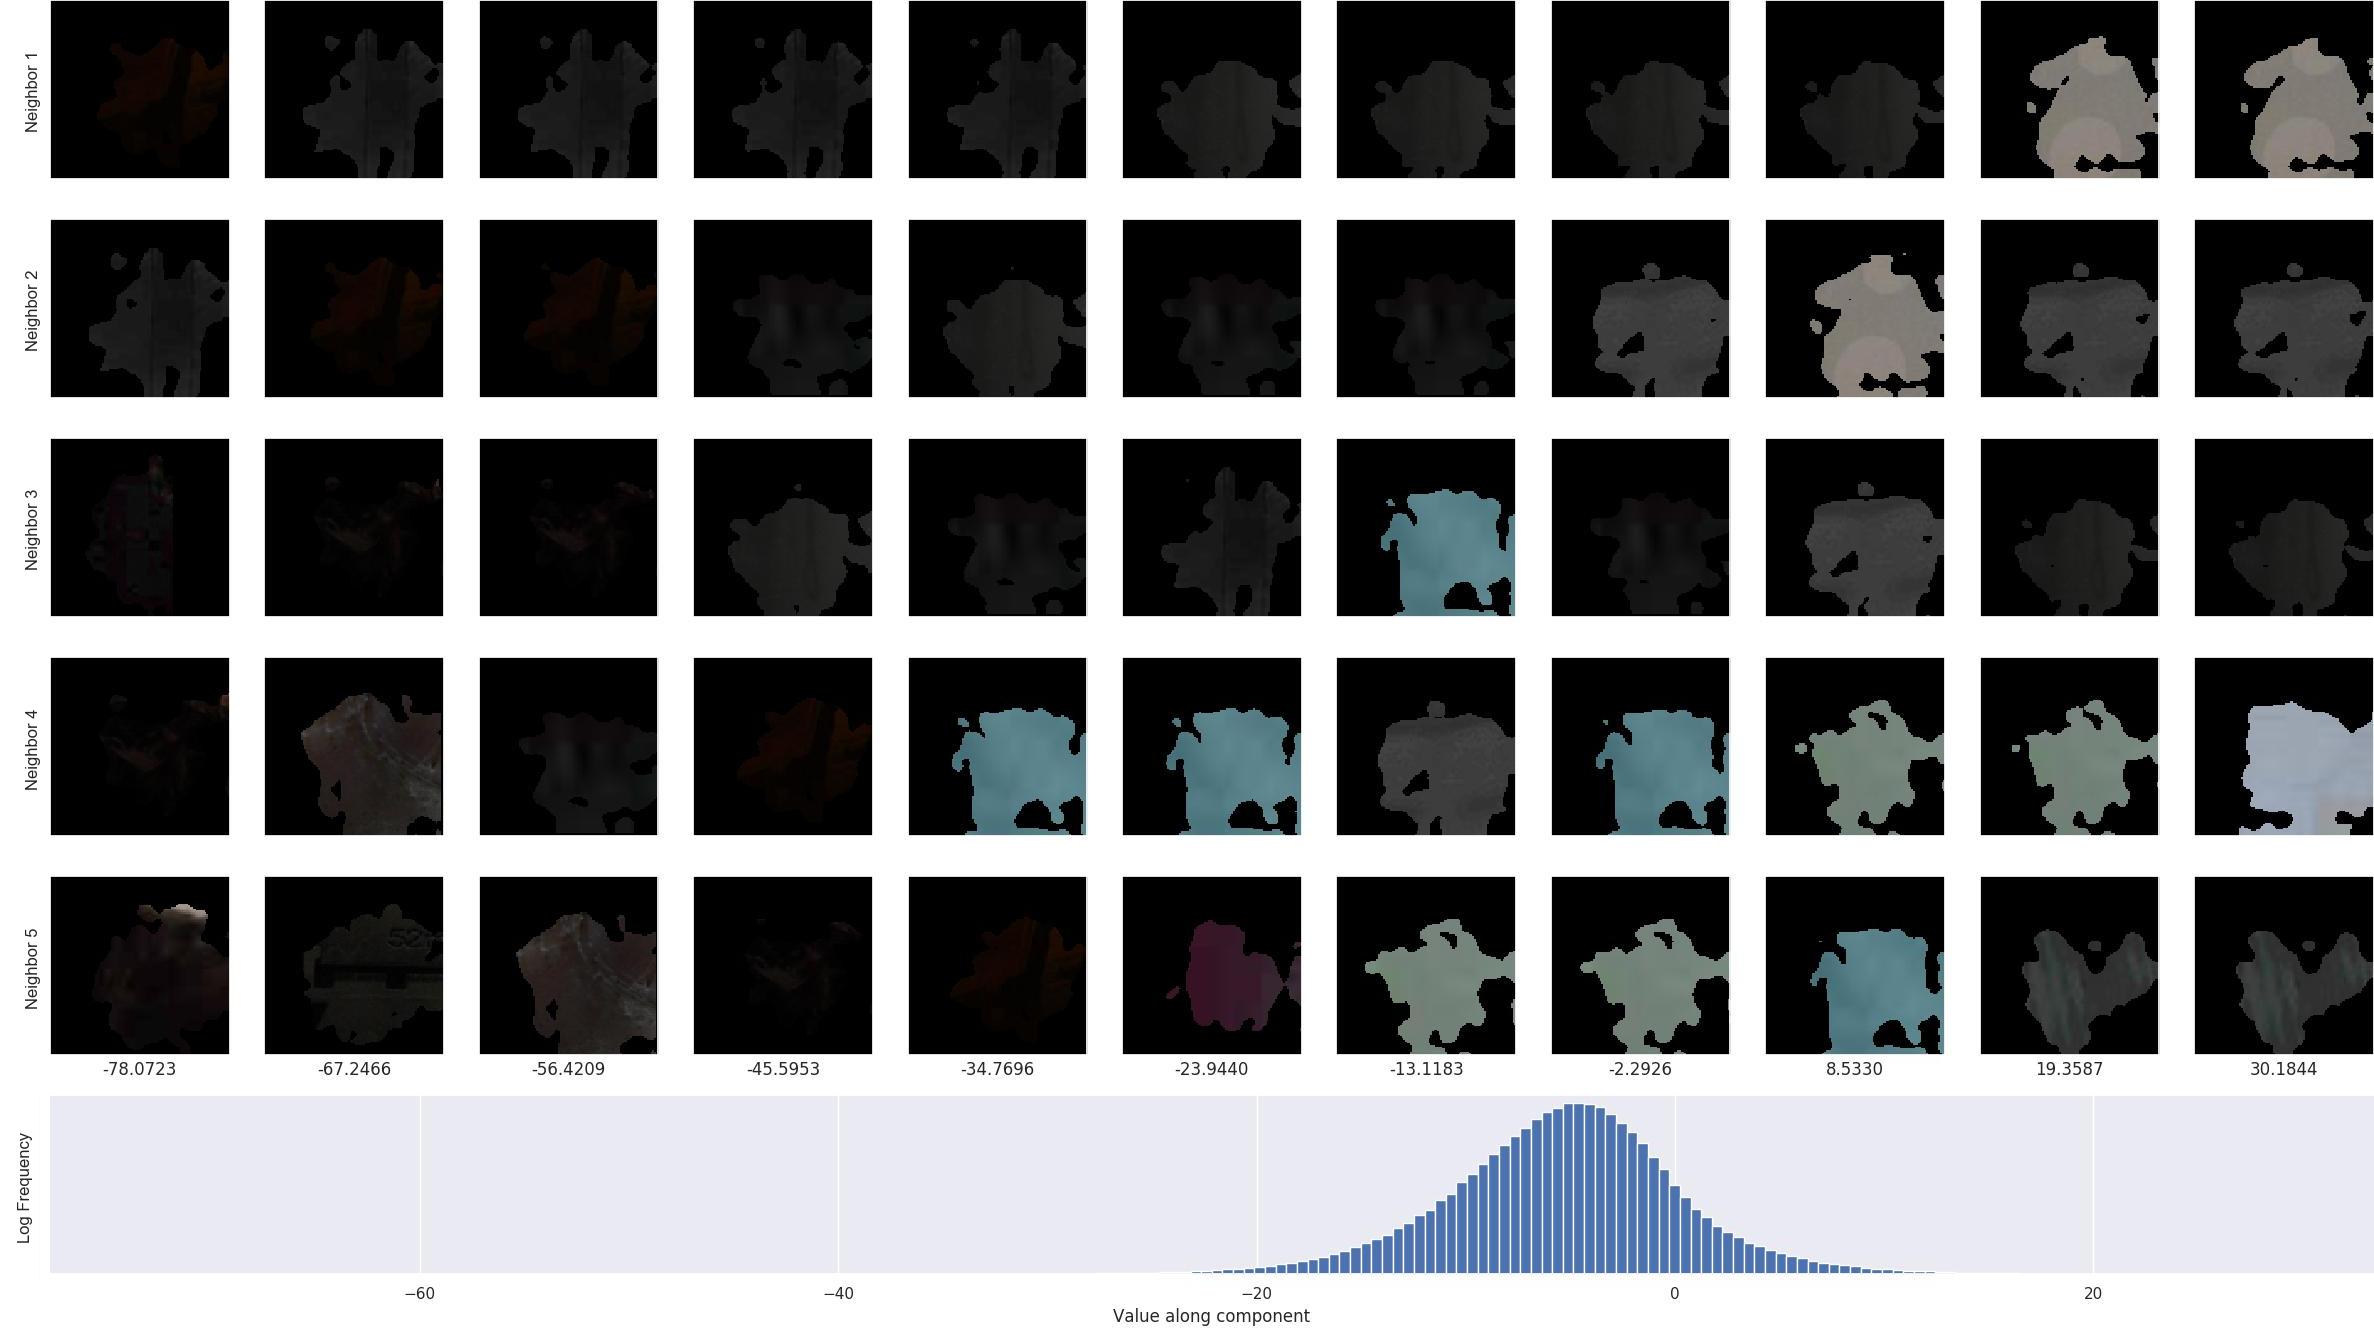 Neighbor 1
Neighbor 2
Neighbor 3
Neighbor 4
Neighbor 5
-78.0723 -67.2466 -56.4209 -45.5953 -34.7696 -23.9440 -13.1183 -2.2926 8.5330 19.3587 30.1844
Log Frequency
−60 −40 −20 0 20
Value along component